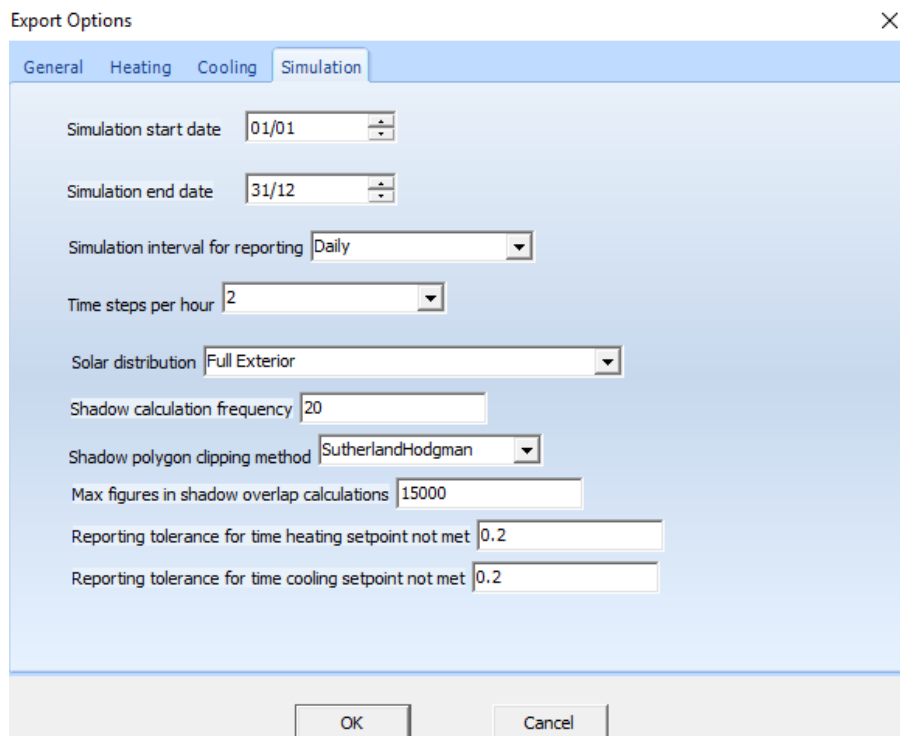 Export Options
General Heating Cooling Simulation
Simulation start date 01/01
Simulation end date 31/12
Simulation interval for reporting Daily
Time steps per hour 2
Solar distribution Full Exterior
Shadow calculation frequency 20
Shadow polygon clipping method SutherlandHodgman
Max figures in shadow overlap calculations 15000
Reporting tolerance for time heating setpoint not met 0.2
Reporting tolerance for time cooling setpoint not met 0.2
OK Cancel